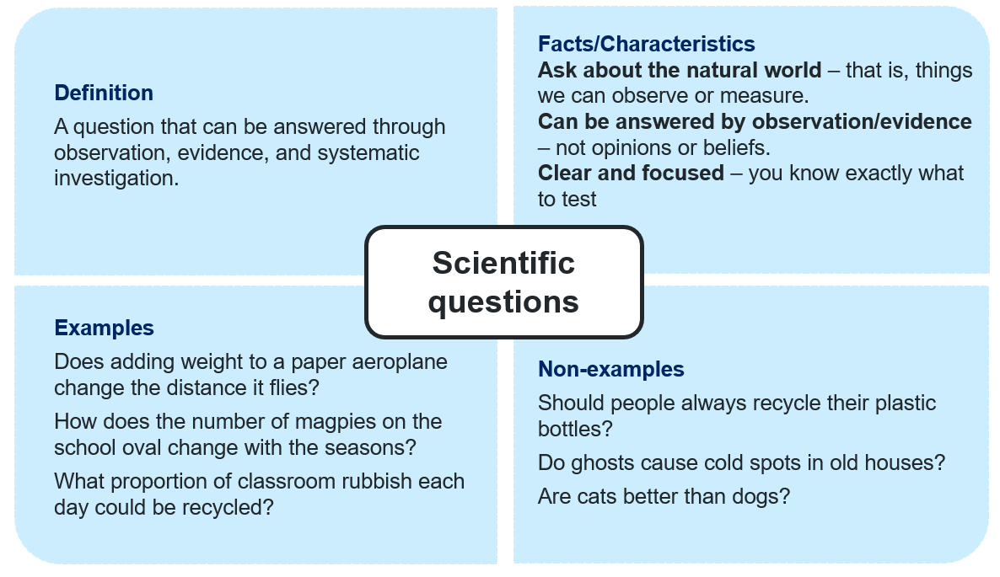 Definition
A question that can be answered through
observation, evidence, and systematic
investigation.
Facts/Characteristics
Ask about the natural world – that is, things
we can observe or measure.
Can be answered by observation/evidence
– not opinions or beliefs.
Clear and focused – you know exactly what
to test
Scientific
questions
Examples
Does adding weight to a paper aeroplane
change the distance it flies?
How does the number of magpies on the
school oval change with the seasons?
What proportion of classroom rubbish each
day could be recycled?
Non-examples
Should people always recycle their plastic
bottles?
Do ghosts cause cold spots in old houses?
Are cats better than dogs?